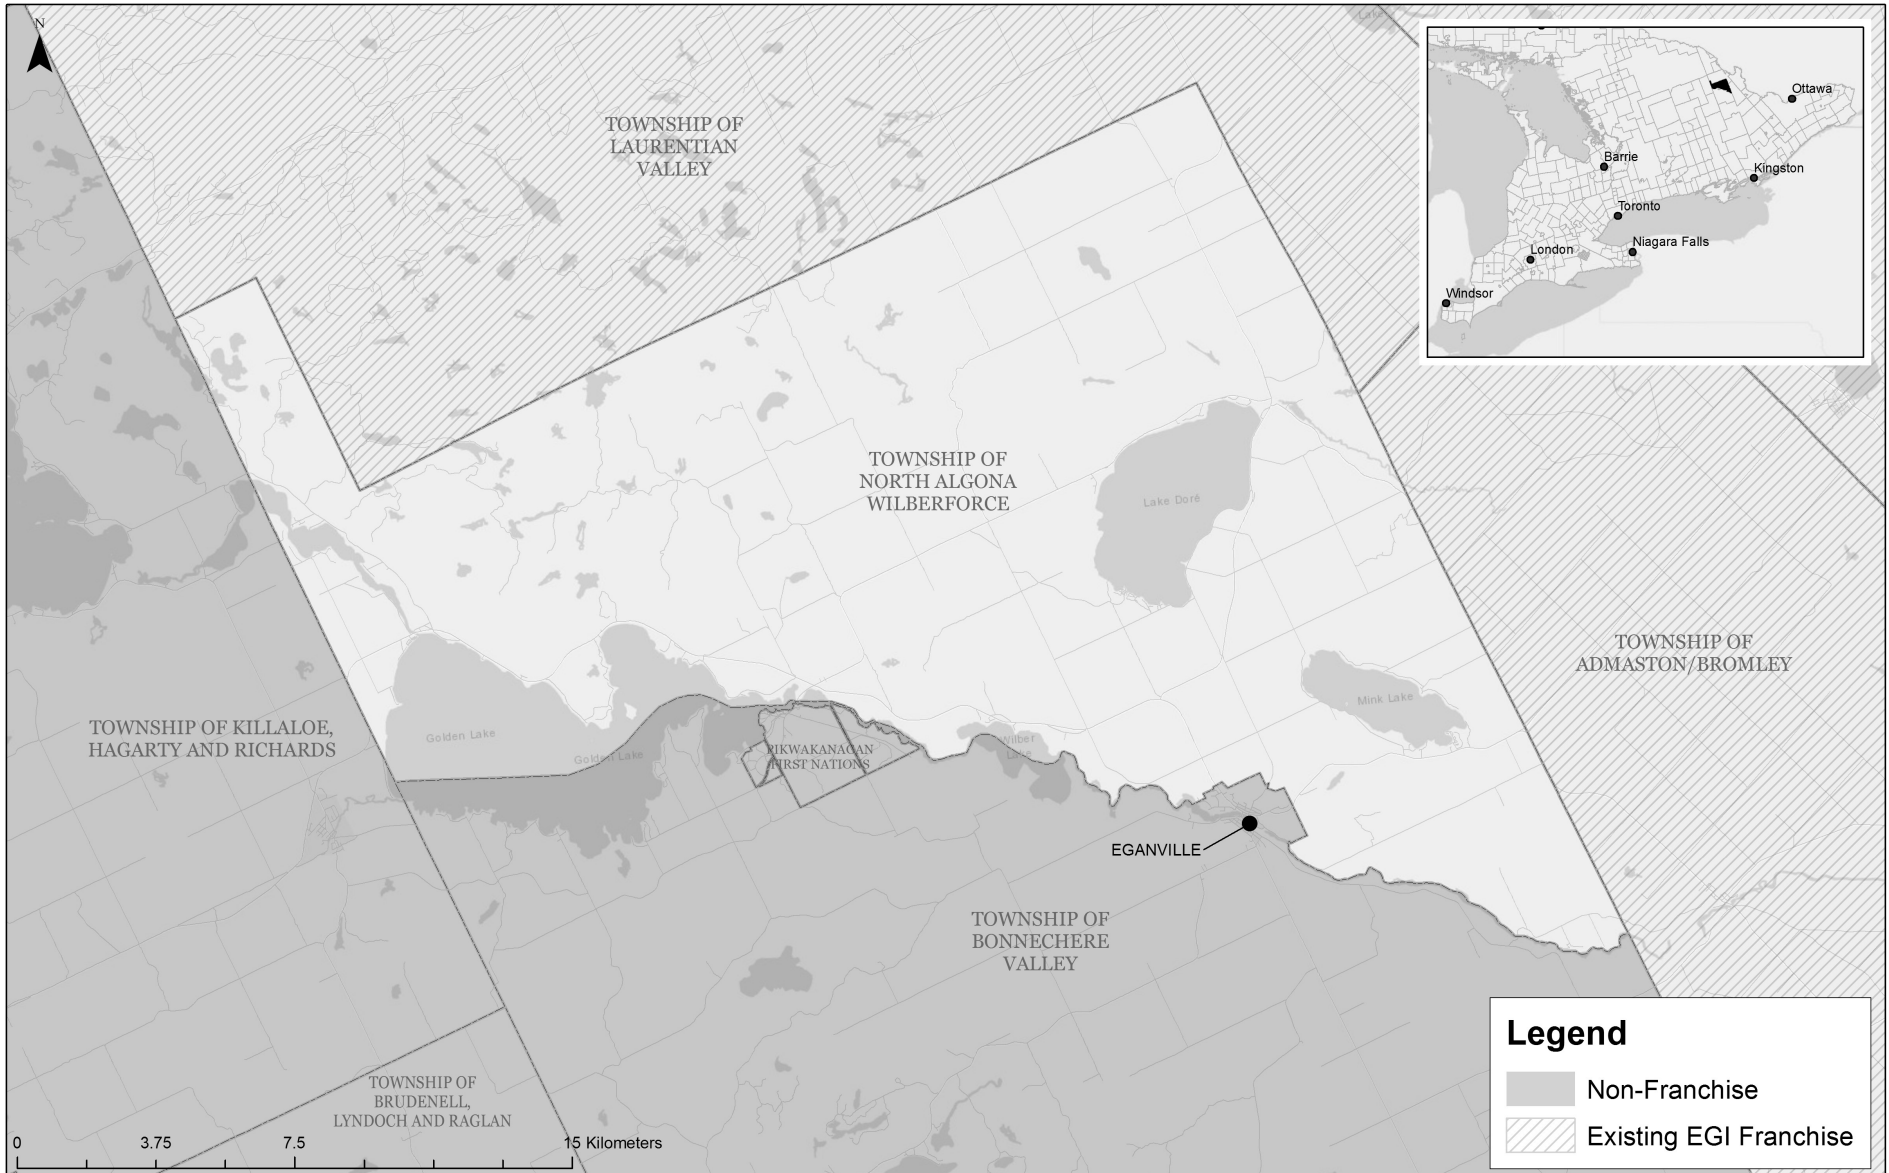 N
Lake
TOWNSHIP OF
LAURENTIAN
VALLEY
Ottawa
Barrie
Kingston
Toronto
Niagara Falls
London
Windsor
TOWNSHIP OF
NORTH ALGONA
WILBERFORCE
Lake Doré
TOWNSHIP OF
ADMASTON/BROMLEY
Mink Lake
TOWNSHIP OF KILLALOE,
HAGARTY AND RICHARDS
Golden Lake
Golden Lake
PIKWAKANAGAN
FIRST NATIONS
Wilber
Lake
EGANVILLE
TOWNSHIP OF
BONNECHERE
VALLEY
TOWNSHIP OF
BRUDENELL,
LYNDOCH AND RAGLAN
0 3.75 7.5 15 Kilometers
Legend
Non-Franchise
Existing EGI Franchise